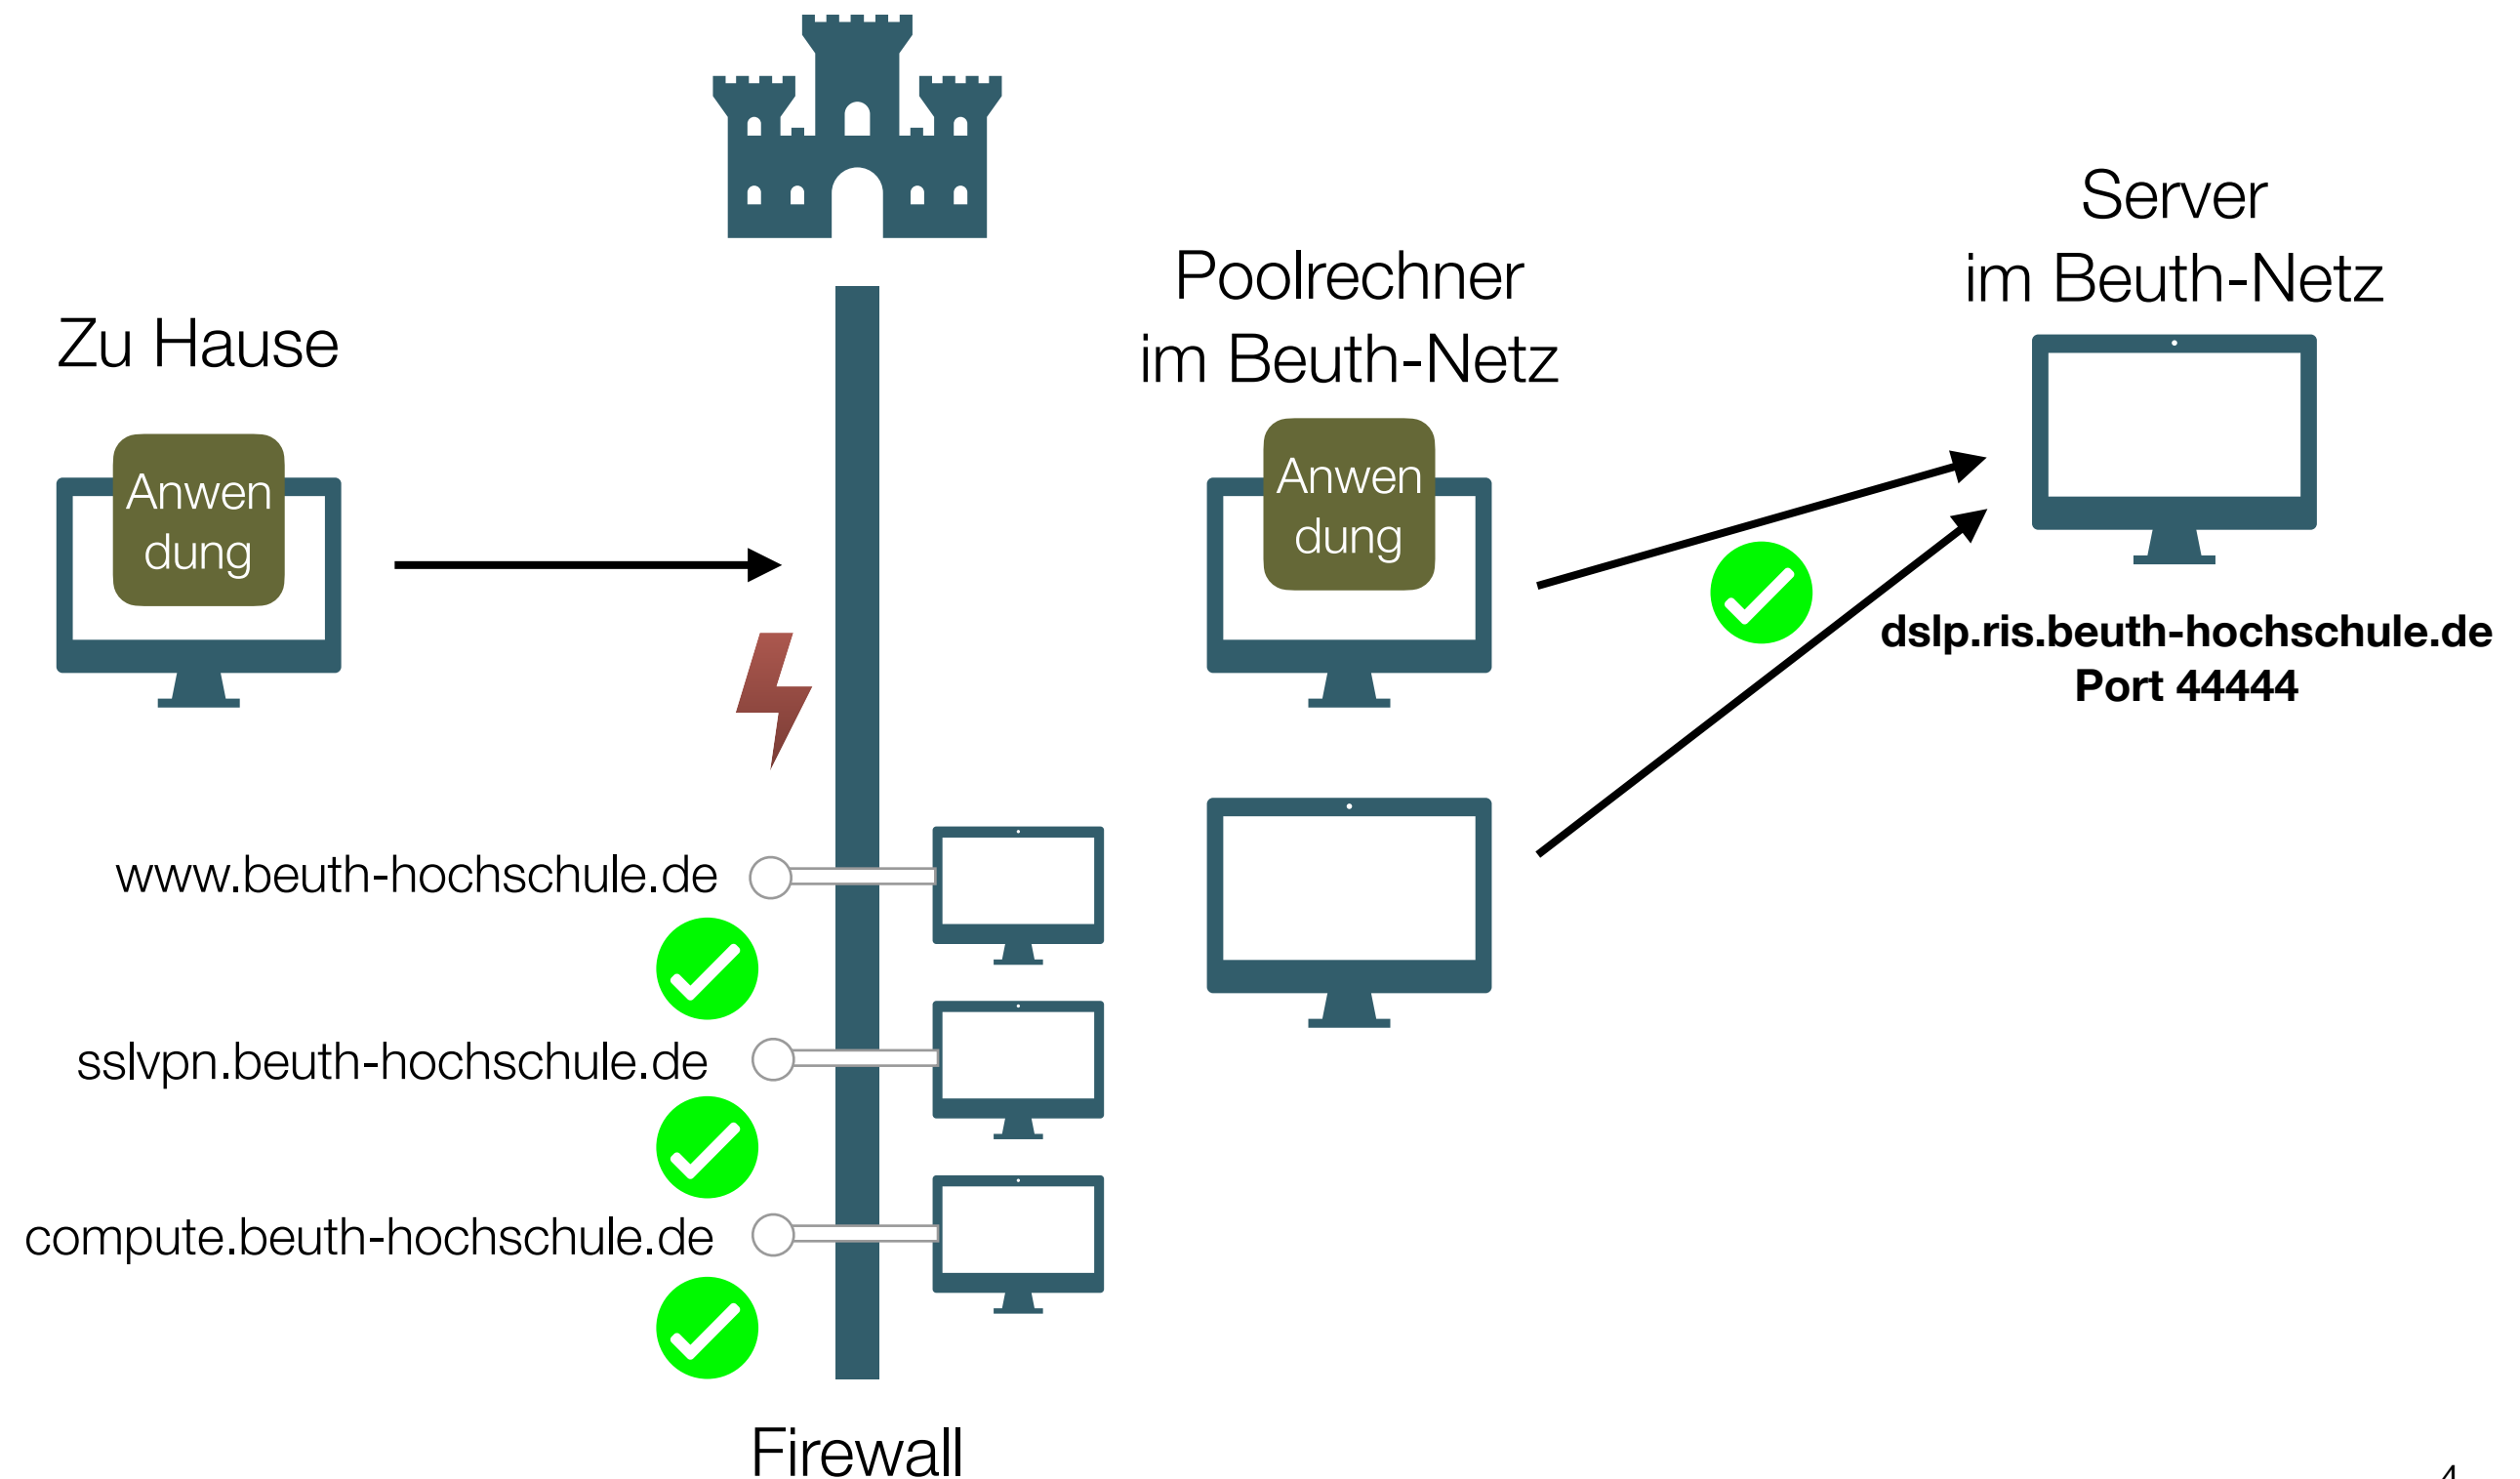 Zu Hause
Anwen
dung
Poolrechner
im Beuth-Netz
Anwen
dung
Server
im Beuth-Netz
dslp.ris.beuth-hochschule.de
Port 44444
www.beuth-hochschule.de
sslvpn.beuth-hochschule.de
compute.beuth-hochschule.de
Firewall
4